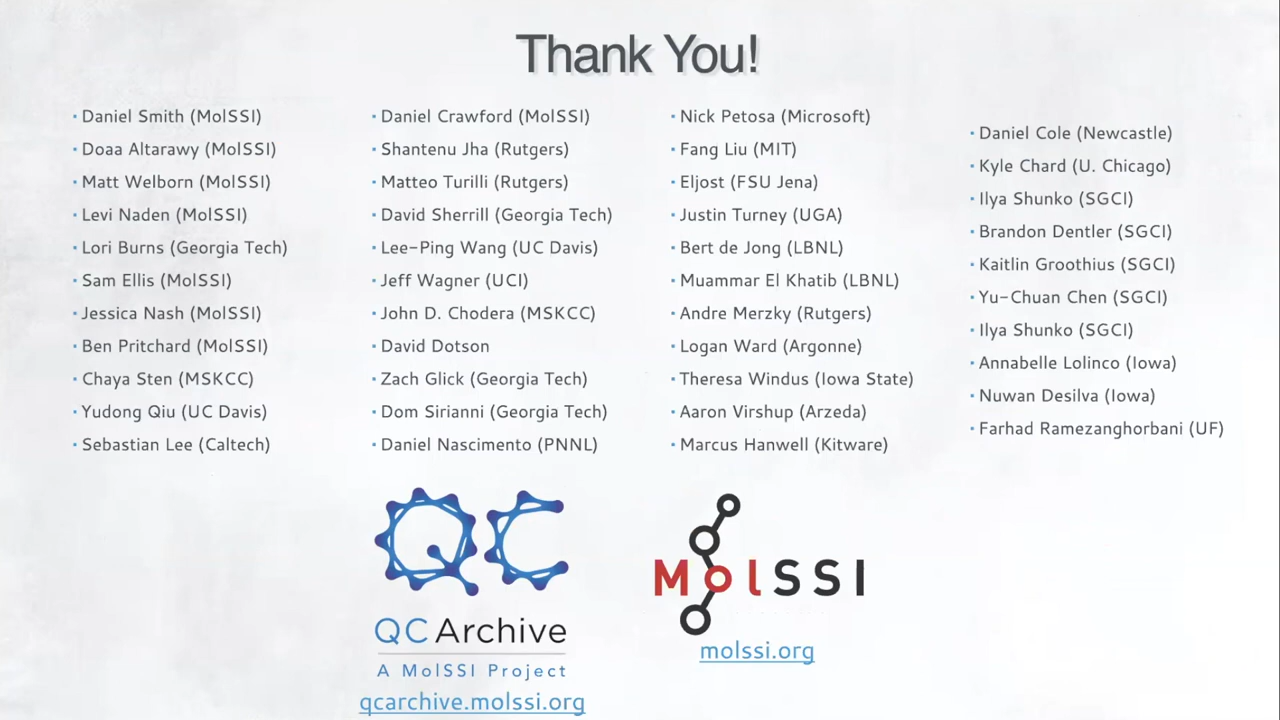 Thank You!
· Daniel Smith (MolSSI)
· Doaa Altarawy (MolSSI)
· Matt Welborn (MolSSI)
· Levi Naden (MolSSI)
· Lori Burns (Georgia Tech)
· Sam Ellis (MolSSI)
· Jessica Nash (MolSSI)
· Ben Pritchard (MolSSI)
· Chaya Sten (MSKCC)
· Yudong Qiu (UC Davis)
· Sebastian Lee (Caltech)
· Daniel Crawford (MolSSI)
· Shantenu Jha (Rutgers)
· Matteo Turilli (Rutgers)
· David Sherrill (Georgia Tech)
· Lee-Ping Wang (UC Davis)
· Jeff Wagner (UCI)
· John D. Chodera (MSKCC)
· David Dotson
· Zach Glick (Georgia Tech)
· Dom Sirianni (Georgia Tech)
· Daniel Nascimento (PNNL)
· Nick Petosa (Microsoft)
· Fang Liu (MIT)
· Eljost (FSU Jena)
· Justin Turney (UGA)
· Bert de Jong (LBNL)
· Muammar El Khatib (LBNL)
· Andre Merzky (Rutgers)
· Logan Ward (Argonne)
· Theresa Windus (Iowa State)
· Aaron Virshup (Arzeda)
· Marcus Hanwell (Kitware)
· Daniel Cole (Newcastle)
· Kyle Chard (U. Chicago)
· Ilya Shunko (SGCI)
· Brandon Dentler (SGCI)
· Kaitlin Groothius (SGCI)
· Yu-Chuan Chen (SGCI)
· Ilya Shunko (SGCI)
· Annabelle Lolinco (Iowa)
· Nuwan Desilva (Iowa)
· Farhad Ramezanghorbani (UF)
QC
QCArchive
A MolSSI Project
qcarchive.molssi.org
MolSSI
molssi.org